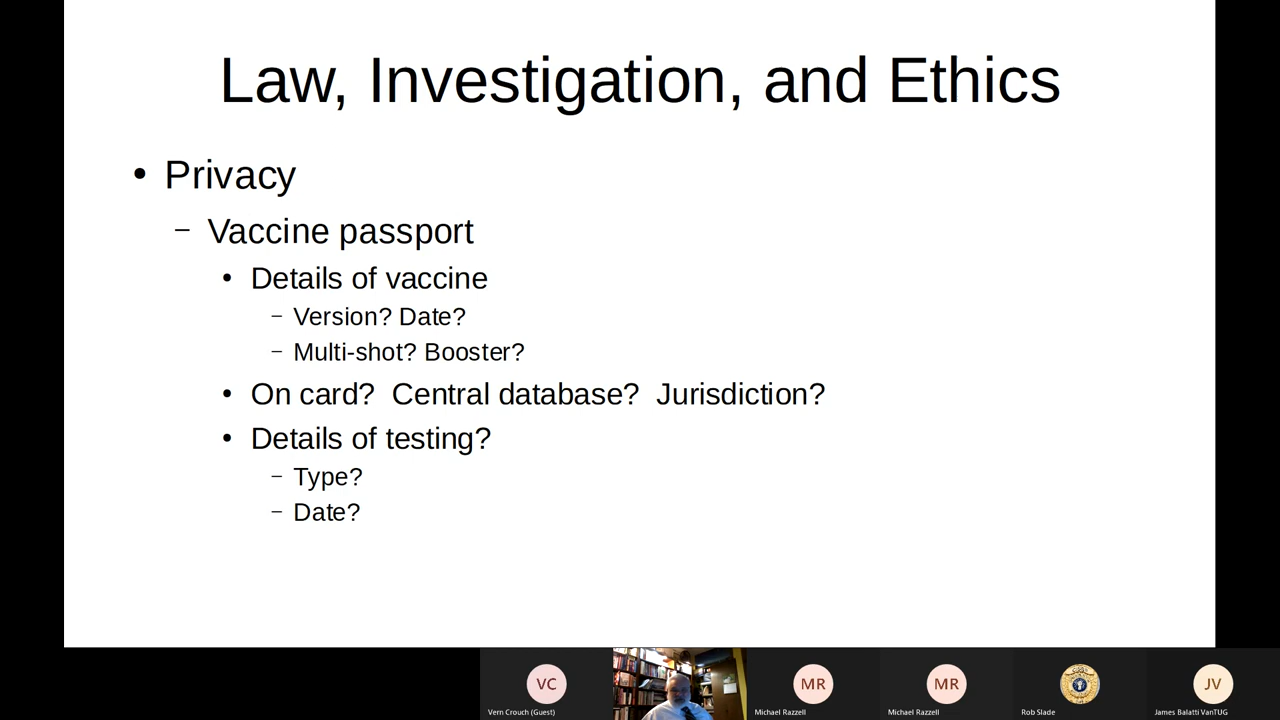 Law, Investigation, and Ethics
• Privacy
– Vaccine passport
• Details of vaccine
– Version? Date?
– Multi-shot? Booster?
• On card? Central database? Jurisdiction?
• Details of testing?
– Type?
– Date?
VC
MR
MR
JV
Vern Crouch (Guest)
Michael Razzell
Michael Razzell
Rob Slade
James Balatti VanTUG